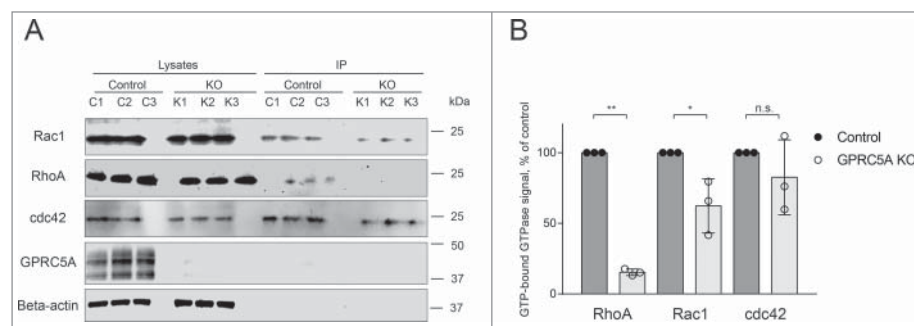 A
Lysates IP
Control KO Control KO
C1 C2 C3 K1 K2 K3 C1 C2 C3 K1 K2 K3 kDa
Rac1 25
RhoA 25
cdc42 25
50
GPRC5A
37
Beta-actin 37
B
GTP-bound GTPase signal, % of control
100
50
0
** * n.s.
Control
GPRC5A KO
RhoA Rac1 cdc42